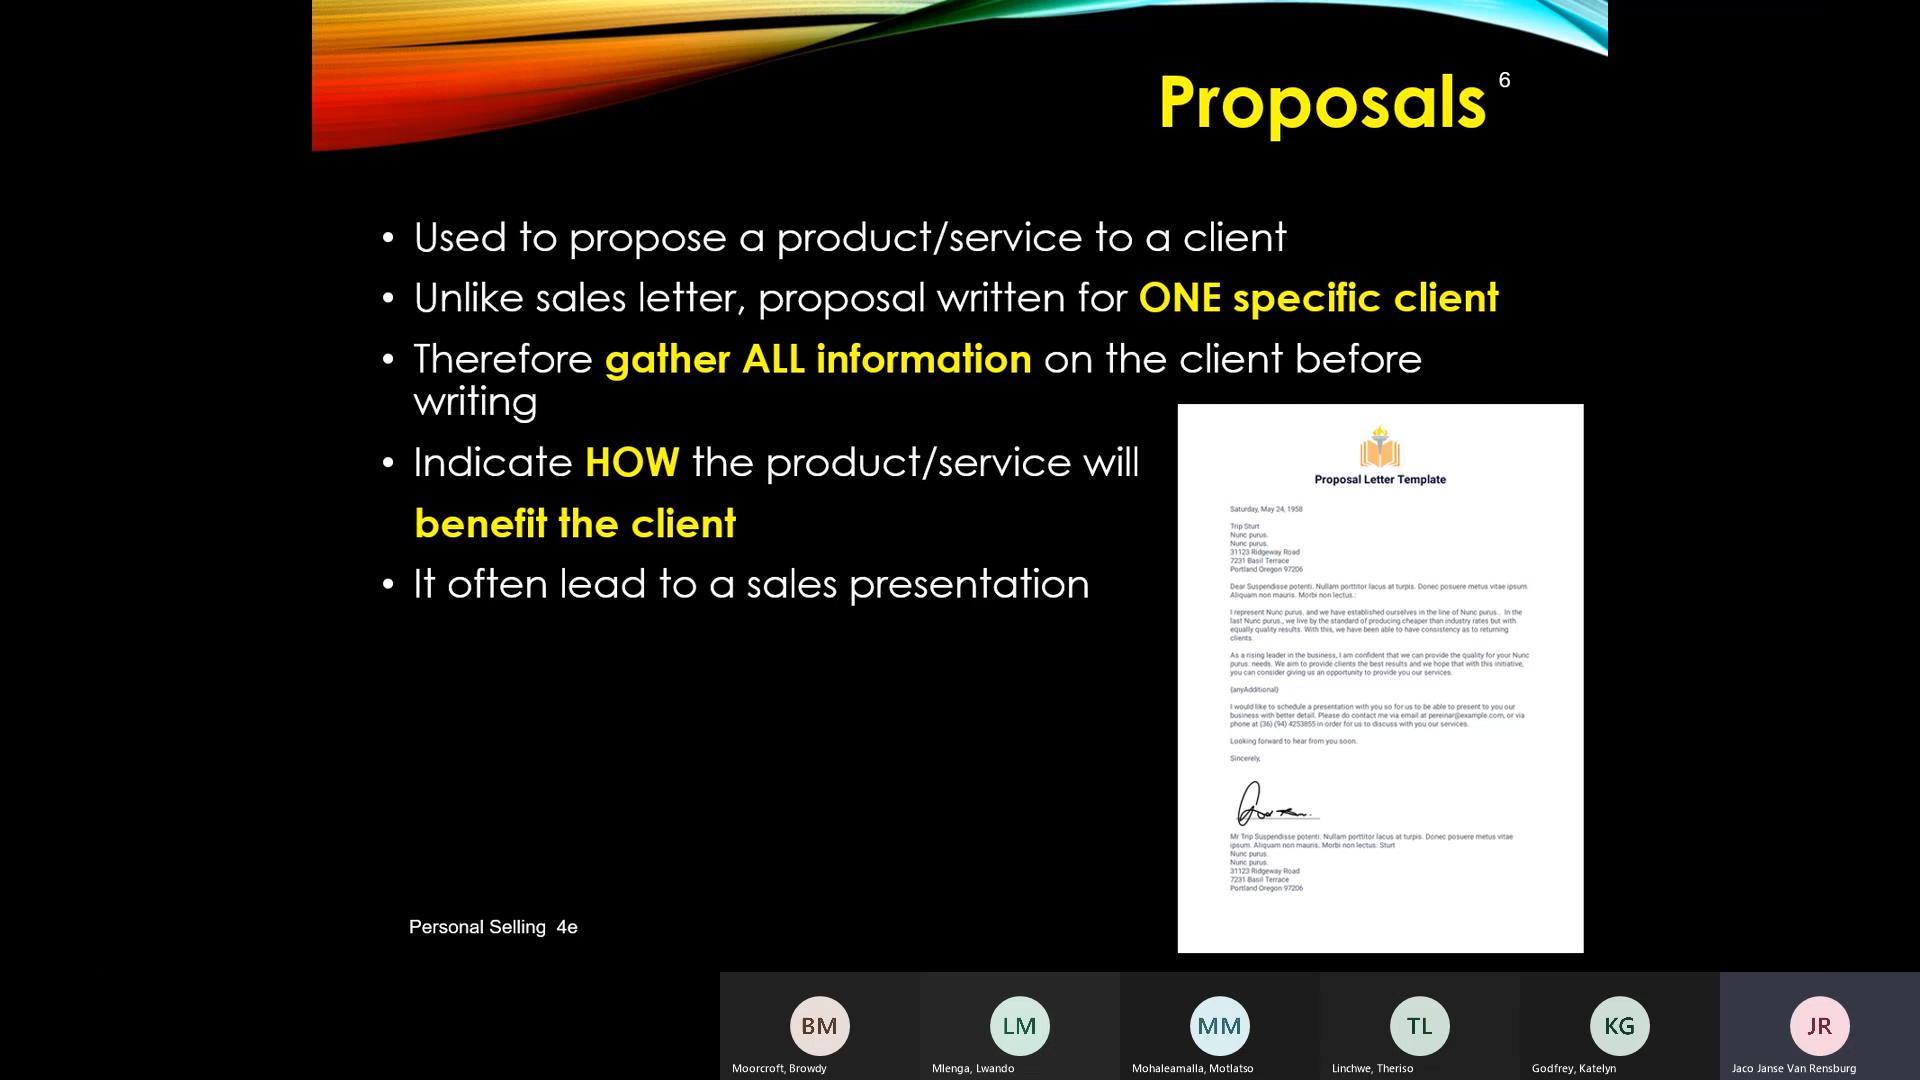 Proposals
6
• Used to propose a product/service to a client
• Unlike sales letter, proposal written for ONE specific client
• Therefore gather ALL information on the client before
writing
• Indicate HOW the product/service will
benefit the client
• It often lead to a sales presentation
Proposal Letter Template
Saturday, May 24, 1958
Trip Sturt
Nunc purus.
Nunc purus.
31123 Ridgeway Road
7231 Basil Terrace
Portland Oregon 97206
Dear Suspendisse potenti. Nullam porttitor lacus at turpis. Donec posuere metus vitae ipsum.
Aliquam non mauris. Morbi non lectus.:
I represent Nunc purus. and we have established ourselves in the line of Nunc purus.. In the
last Nunc purus., we live by the standard of producing cheaper than industry rates but with
equally quality results. With this, we have been able to have consistency as to returning
clients.
As a rising leader in the business, I am confident that we can provide the quality for your Nunc
purus. needs. We aim to provide clients the best results and we hope that with this initiative,
you can consider giving us an opportunity to provide you our services.
{anyAdditional}
I would like to schedule a presentation with you so for us to be able to present to you our
business with better detail. Please do contact me via email at pereinar@example.com, or via
phone at (36) (94) 4253855 in order for us to discuss with you our services.
Looking forward to hear from you soon.
Sincerely,
Mr Trip Suspendisse potenti. Nullam porttitor lacus at turpis. Donec posuere metus vitae
ipsum. Aliquam non mauris. Morbi non lectus. Sturt
Nunc purus.
Nunc purus.
31123 Ridgeway Road
7231 Basil Terrace
Portland Oregon 97206
Personal Selling 4e
BM
Moorcroft, Browdy
LM
Mlenga, Lwando
MM
Mohaleamalla, Motlatso
TL
Linchwe, Theriso
KG
Godfrey, Katelyn
JR
Jaco Janse Van Rensburg